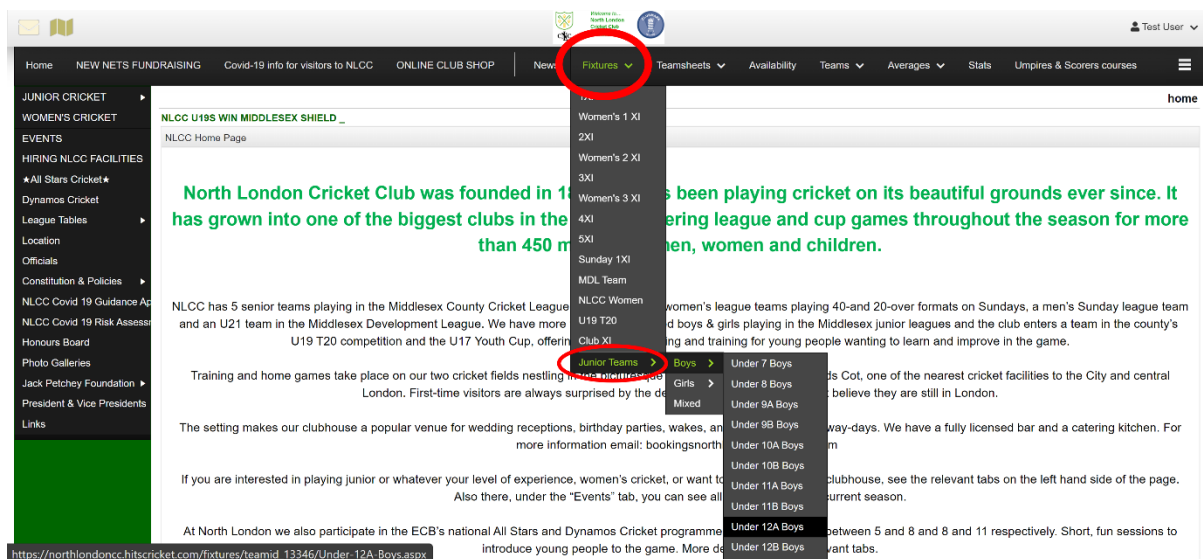 Welcome to...
North London
Cricket Club
Test User
Home NEW NETS FUNDRAISING Covid-19 info for visitors to NLCC ONLINE CLUB SHOP News Fixtures Teamsheets Availability Teams Averages Stats Umpires & Scorers courses
JUNIOR CRICKET
home
WOMEN'S CRICKET
NLCC U19S WIN MIDDLESEX SHIELD _
EVENTS
NLCC Home Page
HIRING NLCC FACILITIES
★All Stars Cricket★
Dynamos Cricket
League Tables
Location
Officials
Constitution & Policies
NLCC Covid 19 Guidance Ap
NLCC Covid 19 Risk Assess
Honours Board
Photo Galleries
Jack Petchey Foundation
President & Vice Presidents
Links
Women's 1 XI
2XI
Women's 2 XI
3XI
Women's 3 XI
4XI
5XI
Sunday 1XI
MDL Team
NLCC Women
U19 T20
Club XI
Junior Teams
Boys
Girls
Mixed
Under 7 Boys
Under 8 Boys
Under 9A Boys
Under 9B Boys
Under 10A Boys
Under 10B Boys
Under 11A Boys
Under 11B Boys
Under 12A Boys
Under 12B Boys
North London Cricket Club was founded in 18 s been playing cricket on its beautiful grounds ever since. It
has grown into one of the biggest clubs in the ering league and cup games throughout the season for more
than 450 m en, women and children.
NLCC has 5 senior teams playing in the Middlesex County Cricket League women's league teams playing 40-and 20-over formats on Sundays, a men's Sunday league team
and an U21 team in the Middlesex Development League. We have more d boys & girls playing in the Middlesex junior leagues and the club enters a team in the county's
U19 T20 competition and the U17 Youth Cup, offerin ng and training for young people wanting to learn and improve in the game.
Training and home games take place on our two cricket fields nestling in the picturesque ds Cot, one of the nearest cricket facilities to the City and central
London. First-time visitors are always surprised by the de t believe they are still in London.
The setting makes our clubhouse a popular venue for wedding receptions, birthday parties, wakes, an way-days. We have a fully licensed bar and a catering kitchen. For
more information email: bookingsnorth m
If you are interested in playing junior or whatever your level of experience, women's cricket, or want to clubhouse, see the relevant tabs on the left hand side of the page.
Also there, under the "Events" tab, you can see all current season.
At North London we also participate in the ECB's national All Stars and Dynamos Cricket programme between 5 and 8 and 8 and 11 respectively. Short, fun sessions to
introduce young people to the game. More de vant tabs.
https://northlondoncc.hitscricket.com/fixtures/teamid_13346/Under-12A-Boys.aspx